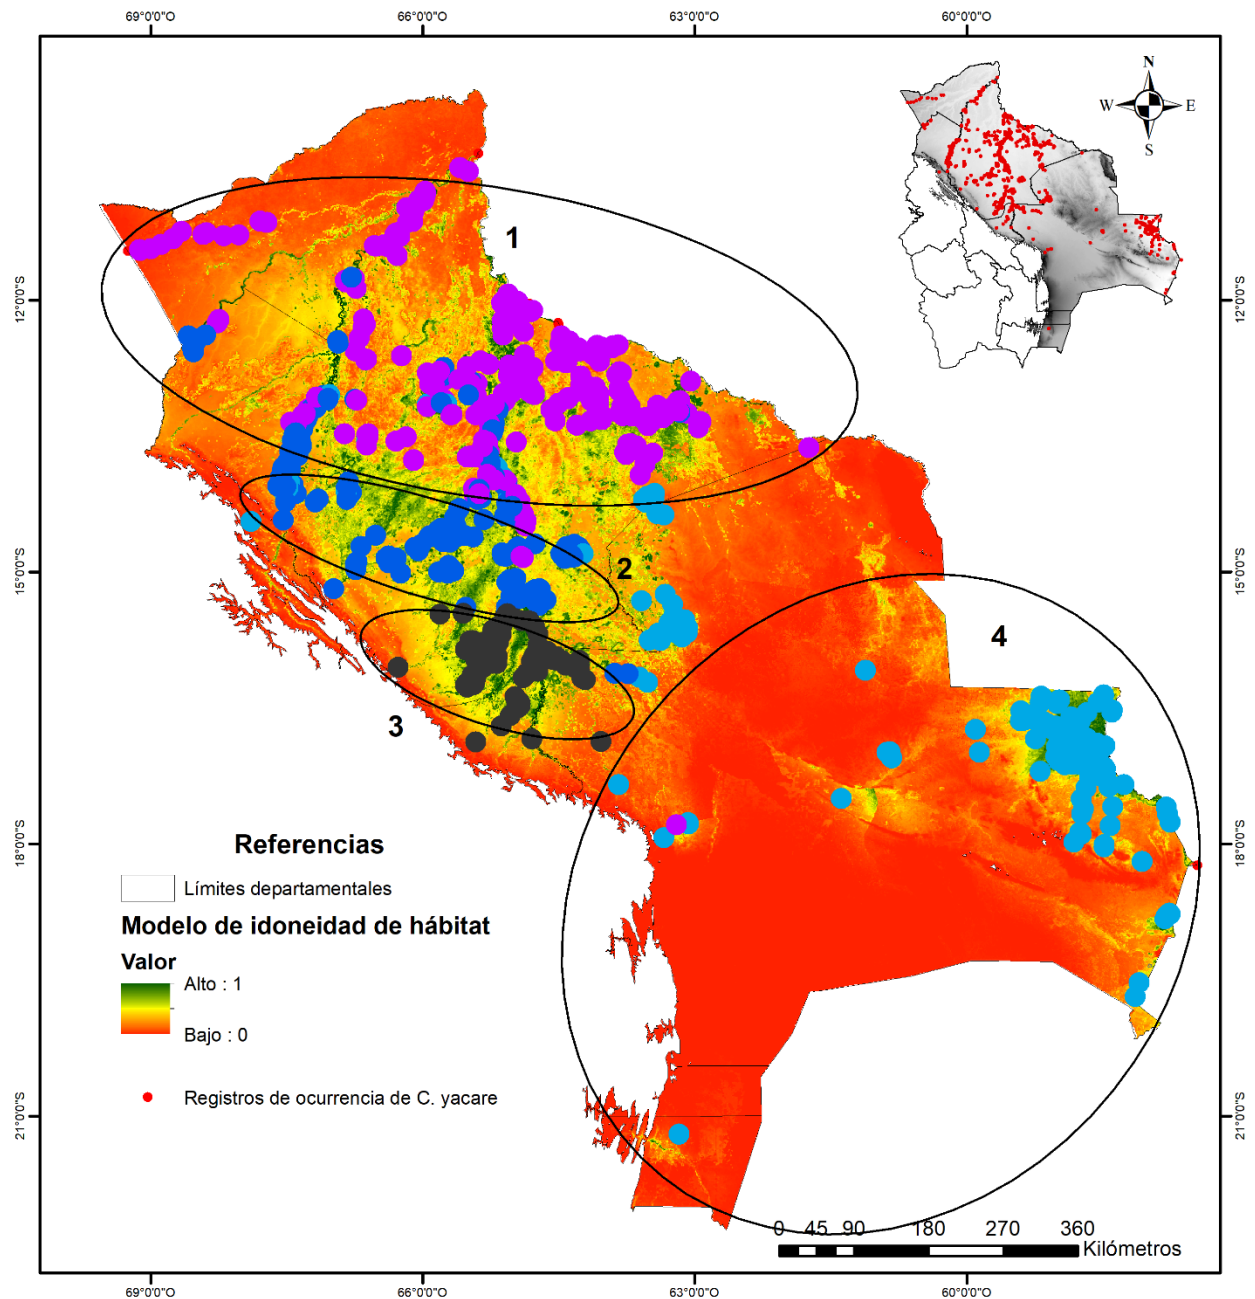 69°0'0"O
66°0'0"O
63°0'0"O
60°0'0"O
N
W
E
S
1
12°0'0"S
12°0'0"S
2
15°0'0"S
15°0'0"S
4
3
Referencias
18°0'0"S
18°0'0"S
Límites departamentales
Modelo de idoneidad de hábitat
Valor
Alto : 1
Bajo : 0
Registros de ocurrencia de C. yacare
21°0'0"S
21°0'0"S
0 45 90 180 270 360
Kilómetros
69°0'0"O
66°0'0"O
63°0'0"O
60°0'0"O